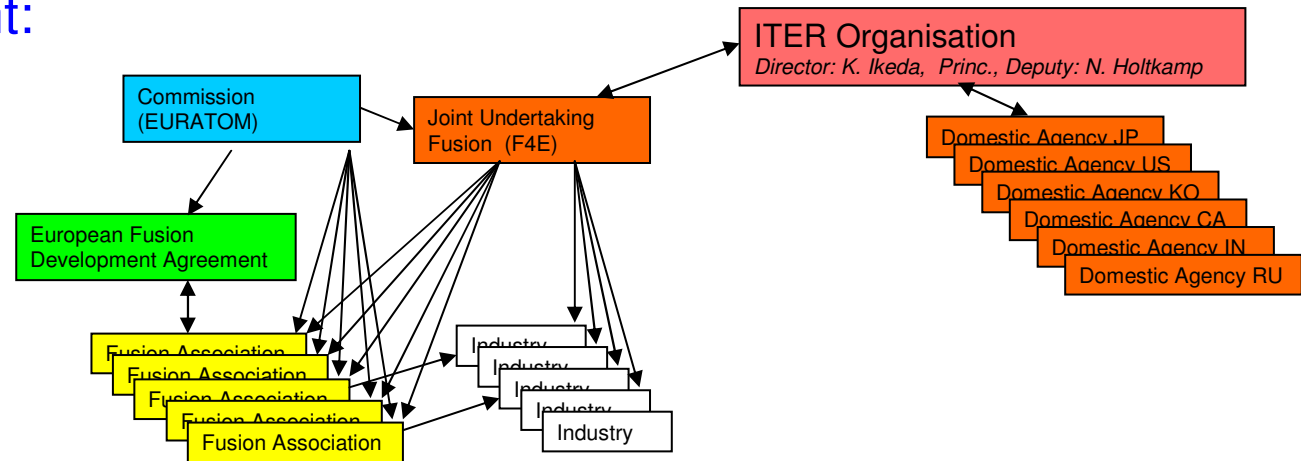 ITER Organisation
Director: K. Ikeda, Princ., Deputy: N. Holtkamp
Commission
(EURATOM)
Joint Undertaking
Fusion (F4E)
Domestic Agency JP
Domestic Agency US
Domestic Agency KO
Domestic Agency CA
Domestic Agency IN
Domestic Agency RU
European Fusion
Development Agreement
Fusion Association
Fusion Association
Fusion Association
Fusion Association
Fusion Association
Industry
Industry
Industry
Industry
Industry